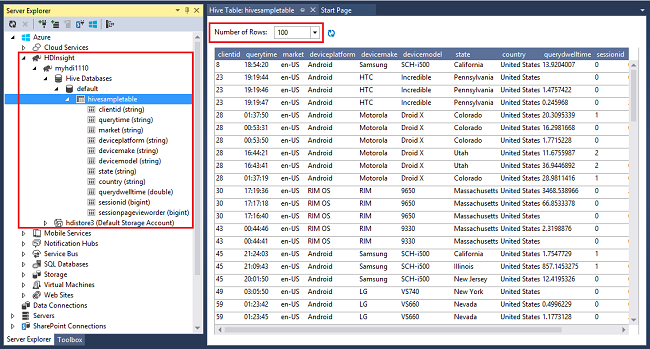 Server Explorer
Azure
Cloud Services
HDInsight
myhdi1110
Hive Databases
default
hivesampletable
clientid (string)
querytime (string)
market (string)
deviceplatform (string)
devicemake (string)
devicemodel (string)
state (string)
country (string)
querydwelltime (double)
sessionid (bigint)
sessionpagevieworder (bigint)
hdistore3 (Default Storage Account)
Mobile Services
Notification Hubs
Service Bus
SQL Databases
Storage
Virtual Machines
Web Sites
Data Connections
Servers
SharePoint Connections
Server Explorer Toolbox
Hive Table: hivesampletable Start Page
Number of Rows: 100
clientid querytime market deviceplatform devicemake devicemodel state country querydwelltime sessionid
8 18:54:20 en-US Android Samsung SCH-i500 California United States 13.9204007 0
23 19:19:44 en-US Android HTC Incredible Pennsylvania United States 0
23 19:19:46 en-US Android HTC Incredible Pennsylvania United States 1.4757422 0
23 19:19:47 en-US Android HTC Incredible Pennsylvania United States 0.245968 0
28 01:37:50 en-US Android Motorola Droid X Colorado United States 20.3095339 1
28 00:53:31 en-US Android Motorola Droid X Colorado United States 16.2981668 0
28 00:53:50 en-US Android Motorola Droid X Colorado United States 1.7715228 0
28 16:44:21 en-US Android Motorola Droid X Utah United States 11.6755987 2
28 16:43:41 en-US Android Motorola Droid X Utah United States 36.9446892 2
28 01:37:19 en-US Android Motorola Droid X Colorado United States 28.9811416 1
30 17:19:36 en-US RIM OS RIM 9650 Massachusetts United States 3468.538966 0
30 17:17:18 en-US RIM OS RIM 9650 Massachusetts United States 66.8533378 0
30 17:16:40 en-US RIM OS RIM 9650 Massachusetts United States 0
43 00:44:46 en-US RIM OS RIM 9330 Massachusetts United States 2.3198876 0
43 00:44:41 en-US RIM OS RIM 9330 Massachusetts United States 0
45 21:24:03 en-US Android Samsung SCH-i500 California United States 1.7547729 1
45 21:09:43 en-US Android Samsung SCH-i500 Illinois United States 857.1453275 1
45 20:01:50 en-US Android Samsung SCH-i500 New Jersey United States 12.4195326 0
49 03:05:50 en-US Android LG VS740 New York United States 0
59 01:23:42 en-US Android LG VS660 Nevada United States 0.4996229 0
59 01:23:46 en-US Android LG VS660 Nevada United States 1.1773128 0